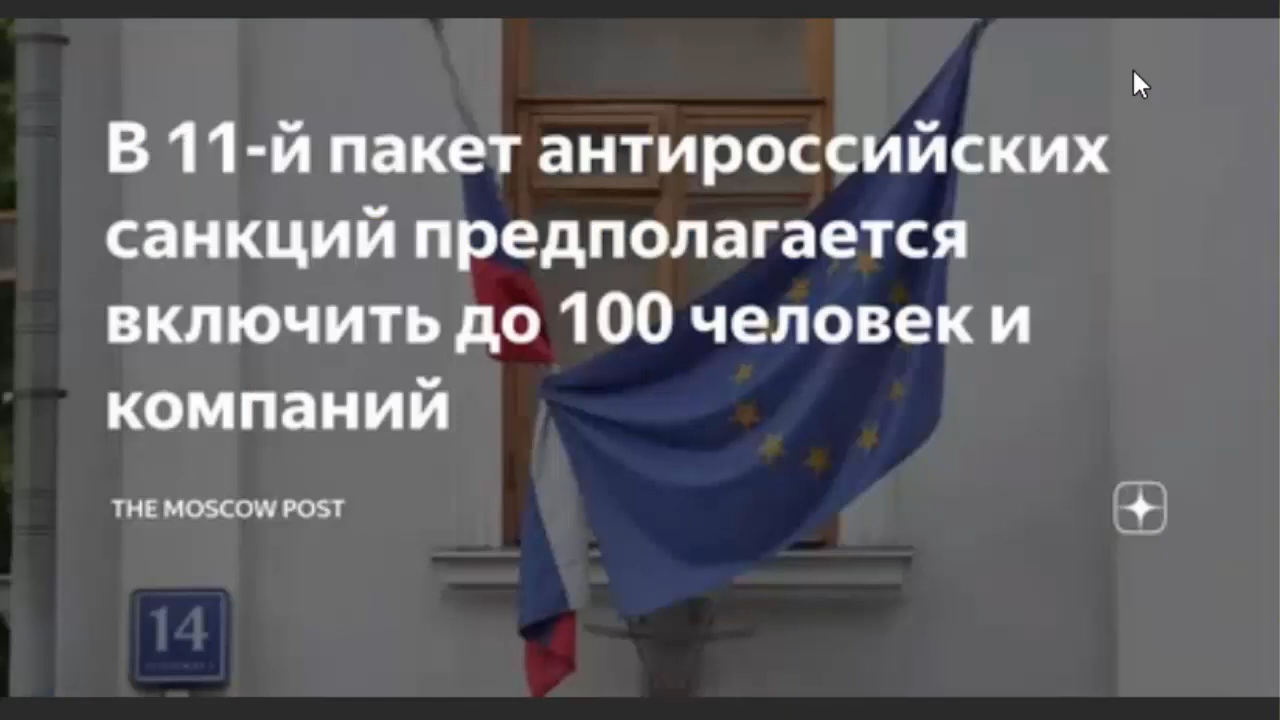 В 11-й пакет антироссийских
санкций предполагается
включить до 100 человек и
компаний
THE MOSCOW POST
14